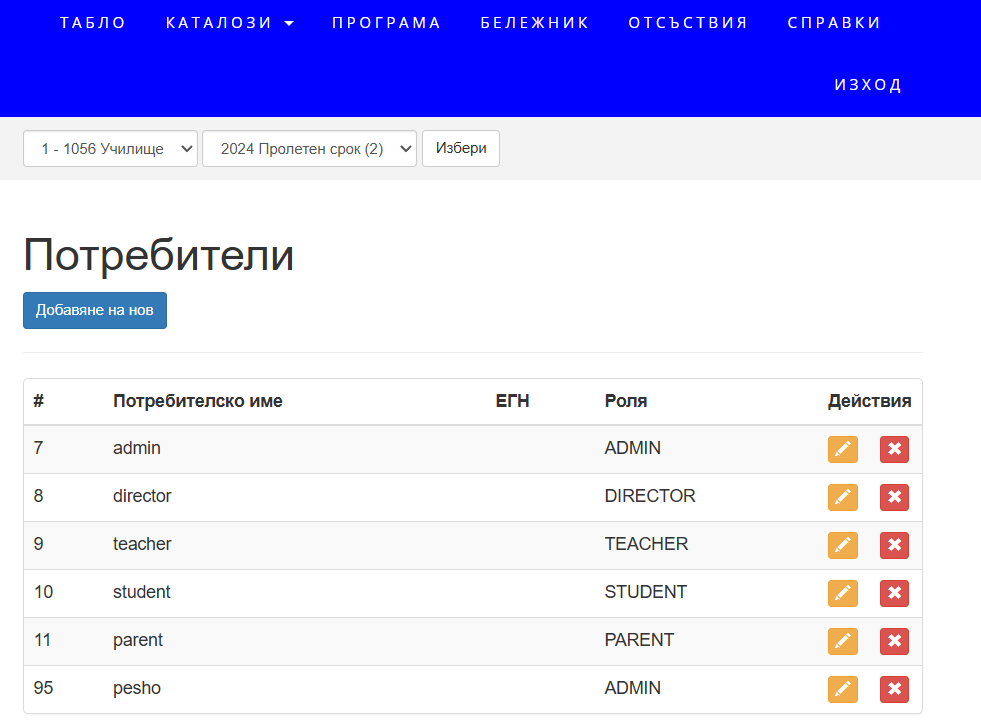 ТАБЛО КАТАЛОЗИ ПРОГРАМА БЕЛЕЖНИК ОТСЪСТВИЯ СПРАВКИ
ИЗХОД
1 - 1056 Училище 2024 Пролетен срок (2) Избери
Потребители
Добавяне на нов
# Потребителско име ЕГН Роля Действия
7 admin ADMIN
8 director DIRECTOR
9 teacher TEACHER
10 student STUDENT
11 parent PARENT
95 pesho ADMIN